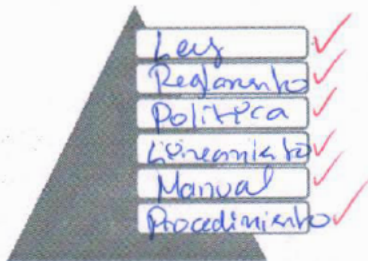 Ley
Reglamento
Política
Lineamiento
Manual
Procedimiento